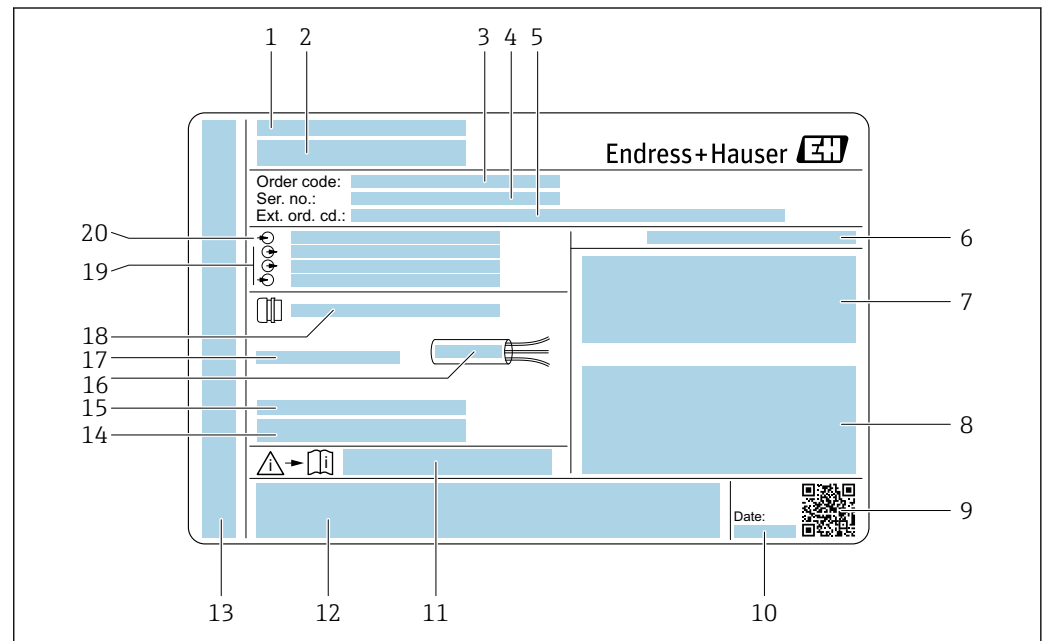 1 2 3 4 5
Endress+Hauser EH
Order code:
Ser. no.:
Ext. ord. cd.:
20
6
19
7
18
17
16
15
14
8
i i
9
Date:
13 12 11 10